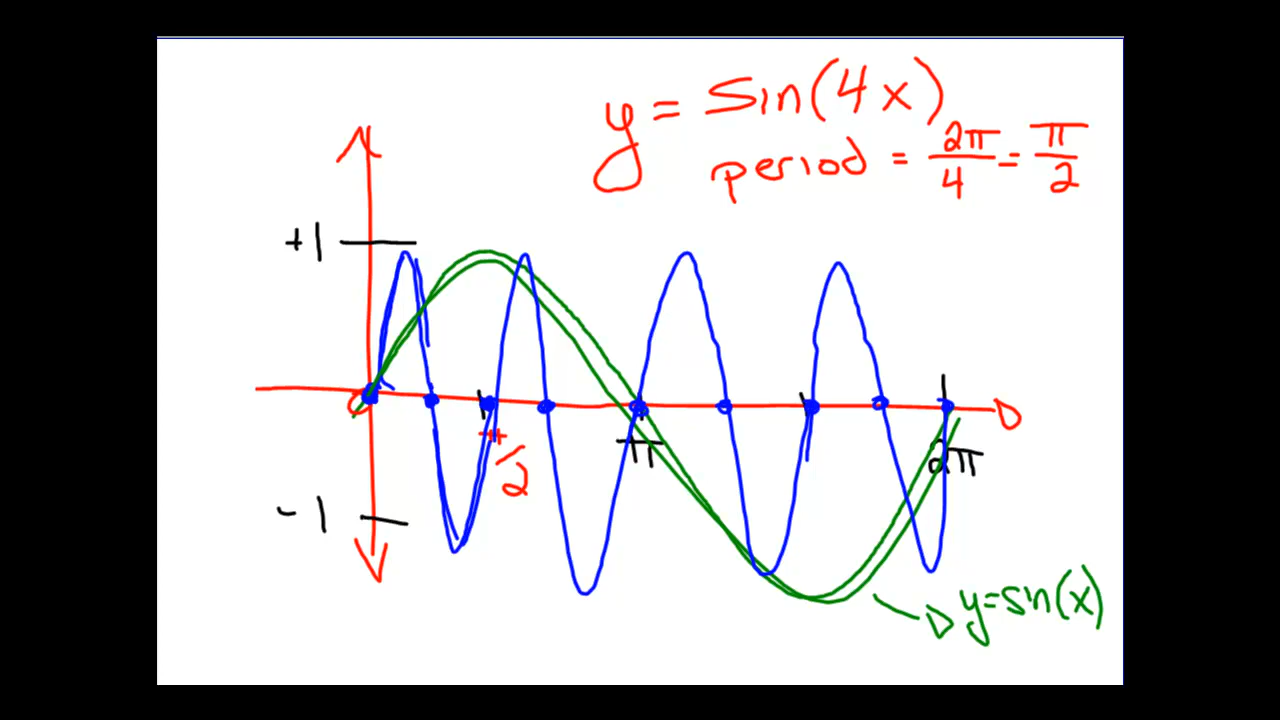 y = sin(4x)
period = 2π/4 = π/2
+1
π/2
π
2π
-1
y=sin(x)